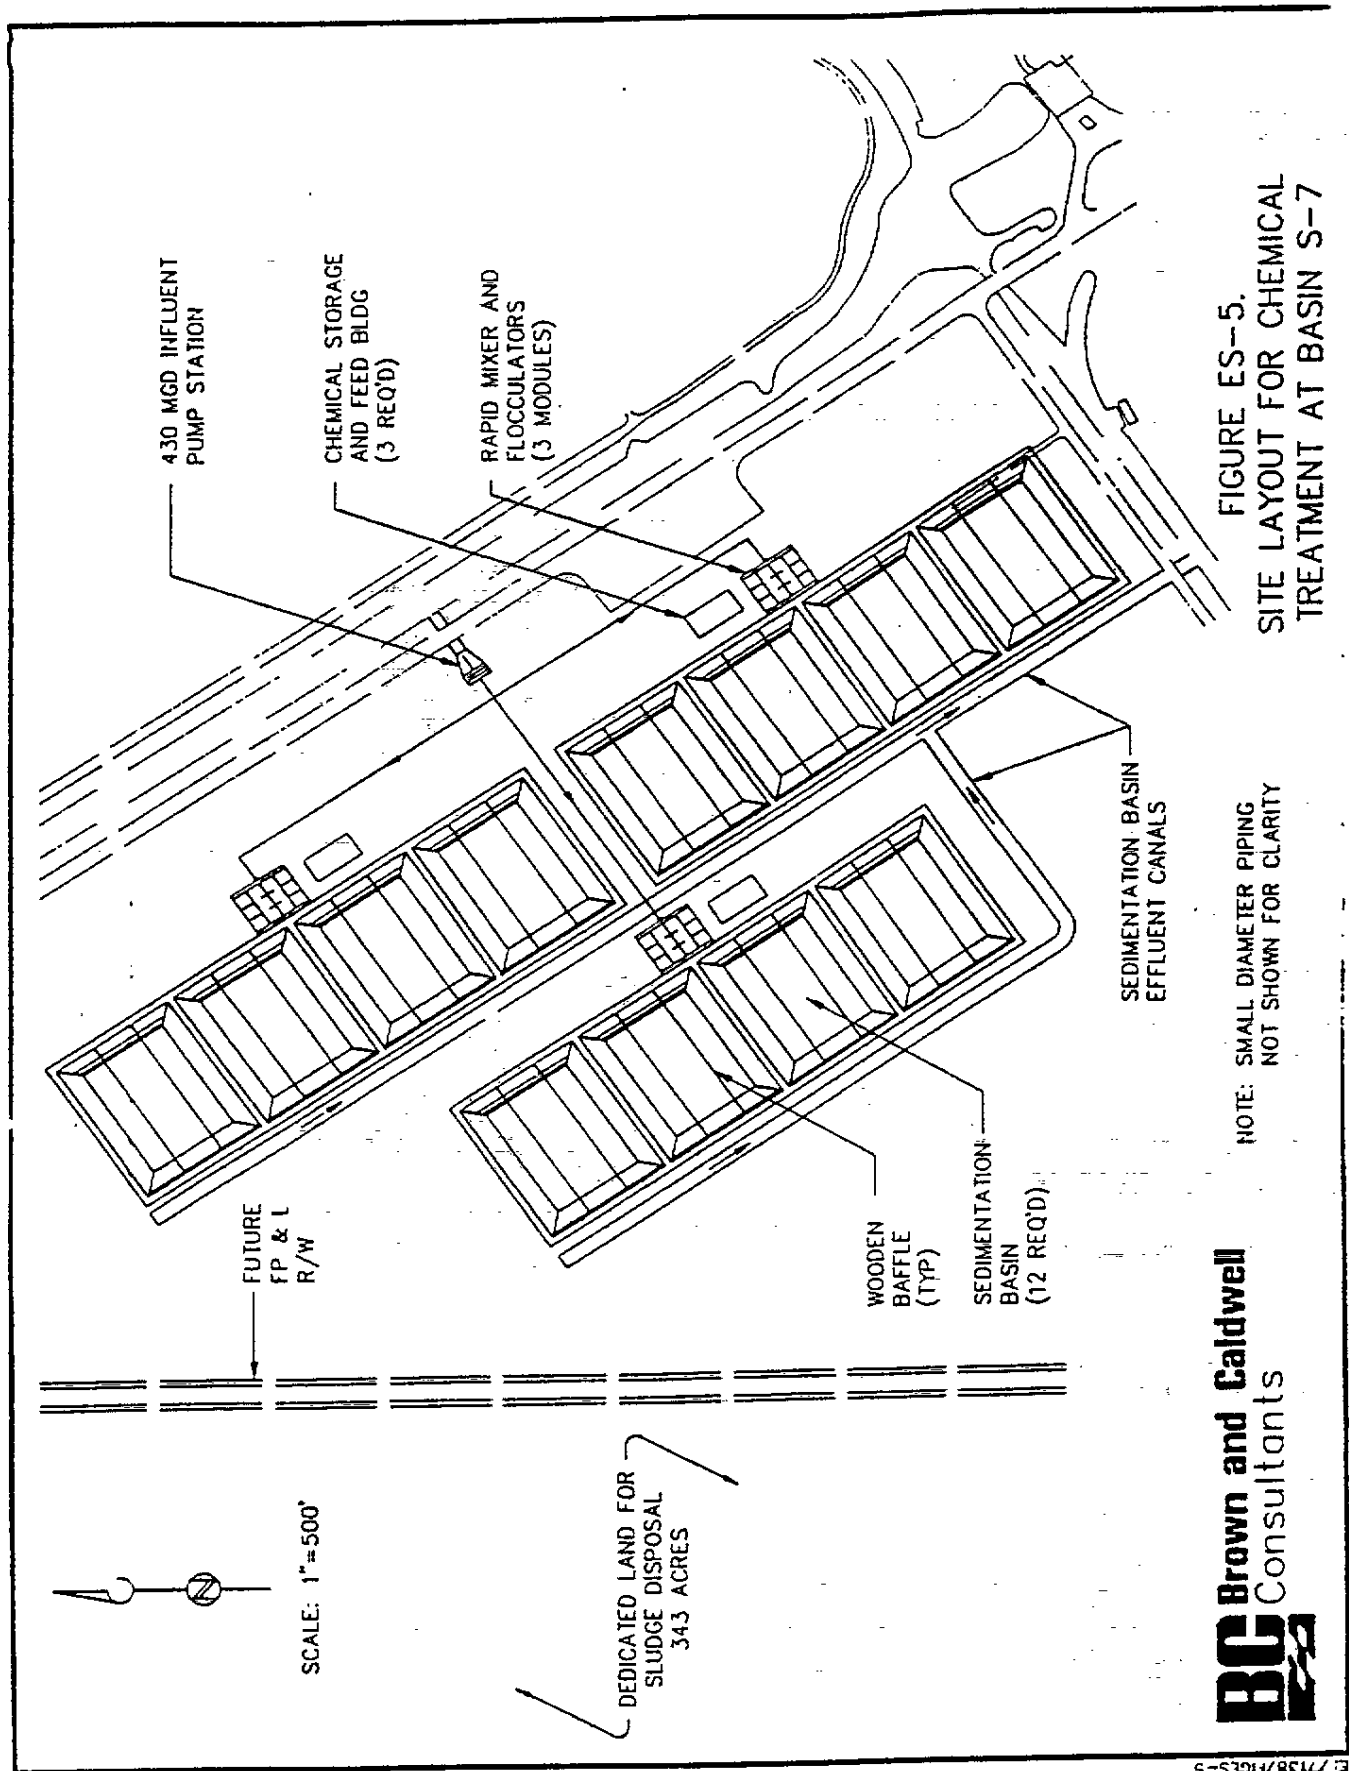 430 MGD INFLUENT
PUMP STATION
CHEMICAL STORAGE
AND FEED BLDG
(3 REQ'D)
RAPID MIXER AND
FLOCCULATORS
(3 MODULES)
FUTURE
FP & L
R/W
SCALE: 1"=500'
N
DEDICATED LAND FOR
SLUDGE DISPOSAL
343 ACRES
WOODEN
BAFFLE
(TYP)
SEDIMENTATION
BASIN
(12 REQ'D)
SEDIMENTATION BASIN
EFFLUENT CANALS
NOTE: SMALL DIAMETER PIPING
NOT SHOWN FOR CLARITY
FIGURE ES-5.
SITE LAYOUT FOR CHEMICAL
TREATMENT AT BASIN S-7
BC Brown and Caldwell
Consultants